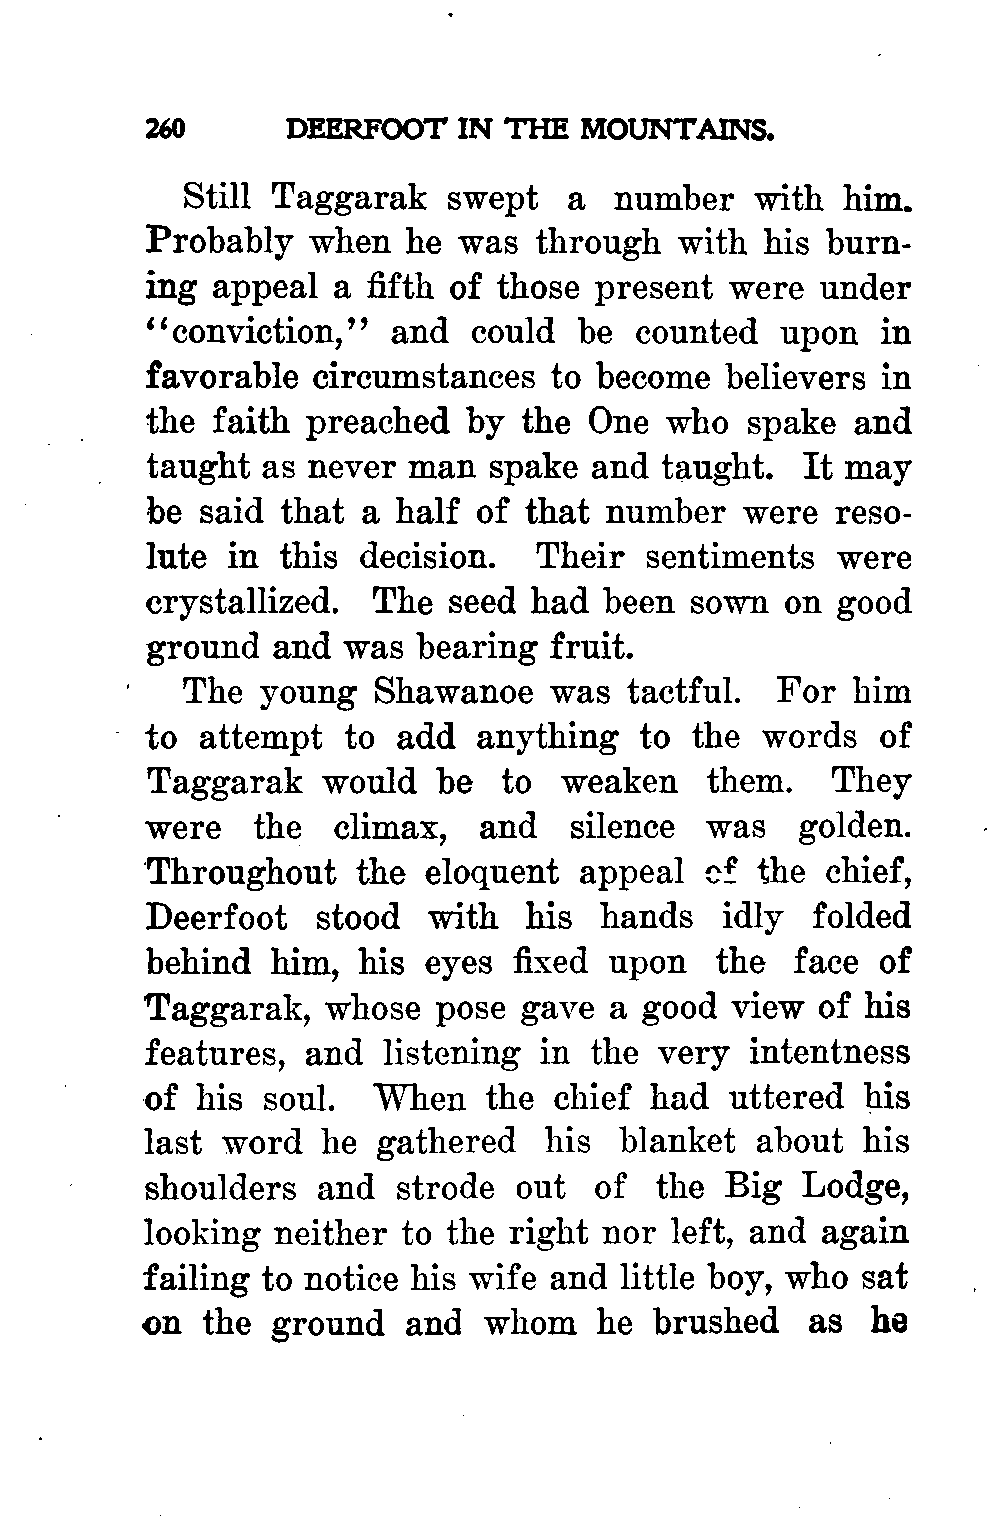 260 DEERFOOT IN THE MOUNTAINS.
Still Taggarak swept a number with him.
Probably when he was through with his burn-
ing appeal a fifth of those present were under
‘‘conviction,’’ and could be counted upon in
favorable circumstances to become believers in
the faith preached by the One who spake and
taught as never man spake and taught. It may
be said that a half of that number were reso-
lute in this decision. Their sentiments were
crystallized. The seed had been sown on good
ground and was bearing fruit.
The young Shawanoe was tactful. For him
to attempt to add anything to the words of
Taggarak would be to weaken them. They
were the climax, and silence was golden.
Throughout the eloquent appeal of the chief,
Deerfoot stood with his hands idly folded
behind him, his eyes fixed upon the face of
Taggarak, whose pose gave a good view of his
features, and listening in the very intentness
of his soul. When the chief had uttered his
last word he gathered his blanket about his
shoulders and strode out of the Big Lodge,
looking neither to the right nor left, and again
failing to notice his wife and little boy, who sat
on the ground and whom he brushed as he